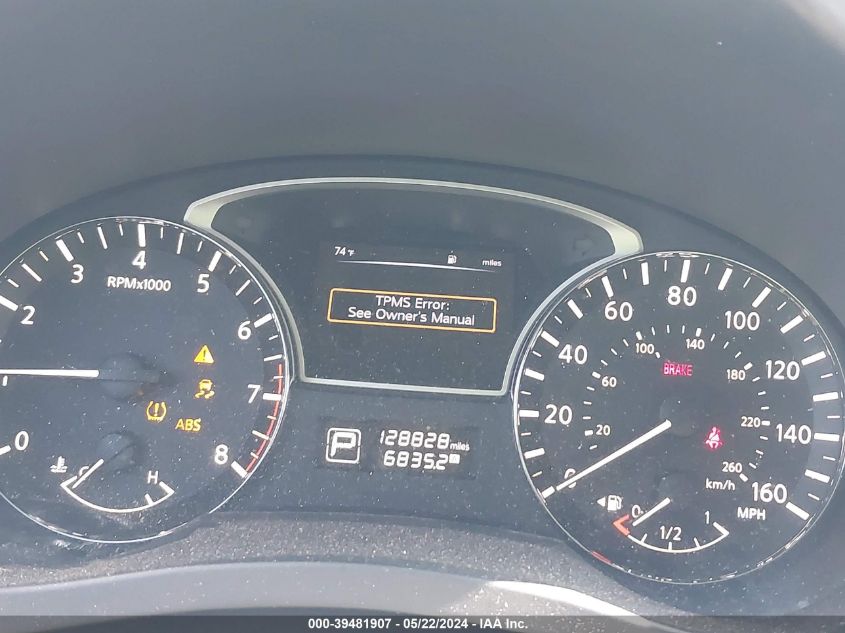 74°F miles
TPMS Error:
See Owner's Manual
RPMx1000
0
1
2
3
4
5
6
7
8
ABS
C H
P
128828 miles
6835.2
BRAKE
0
20
40
60
80
100
120
140
160
MPH
20
60
100
140
180
220
260
km/h
0 1/2 1
000-39481907 - 05/22/2024 - IAA Inc.